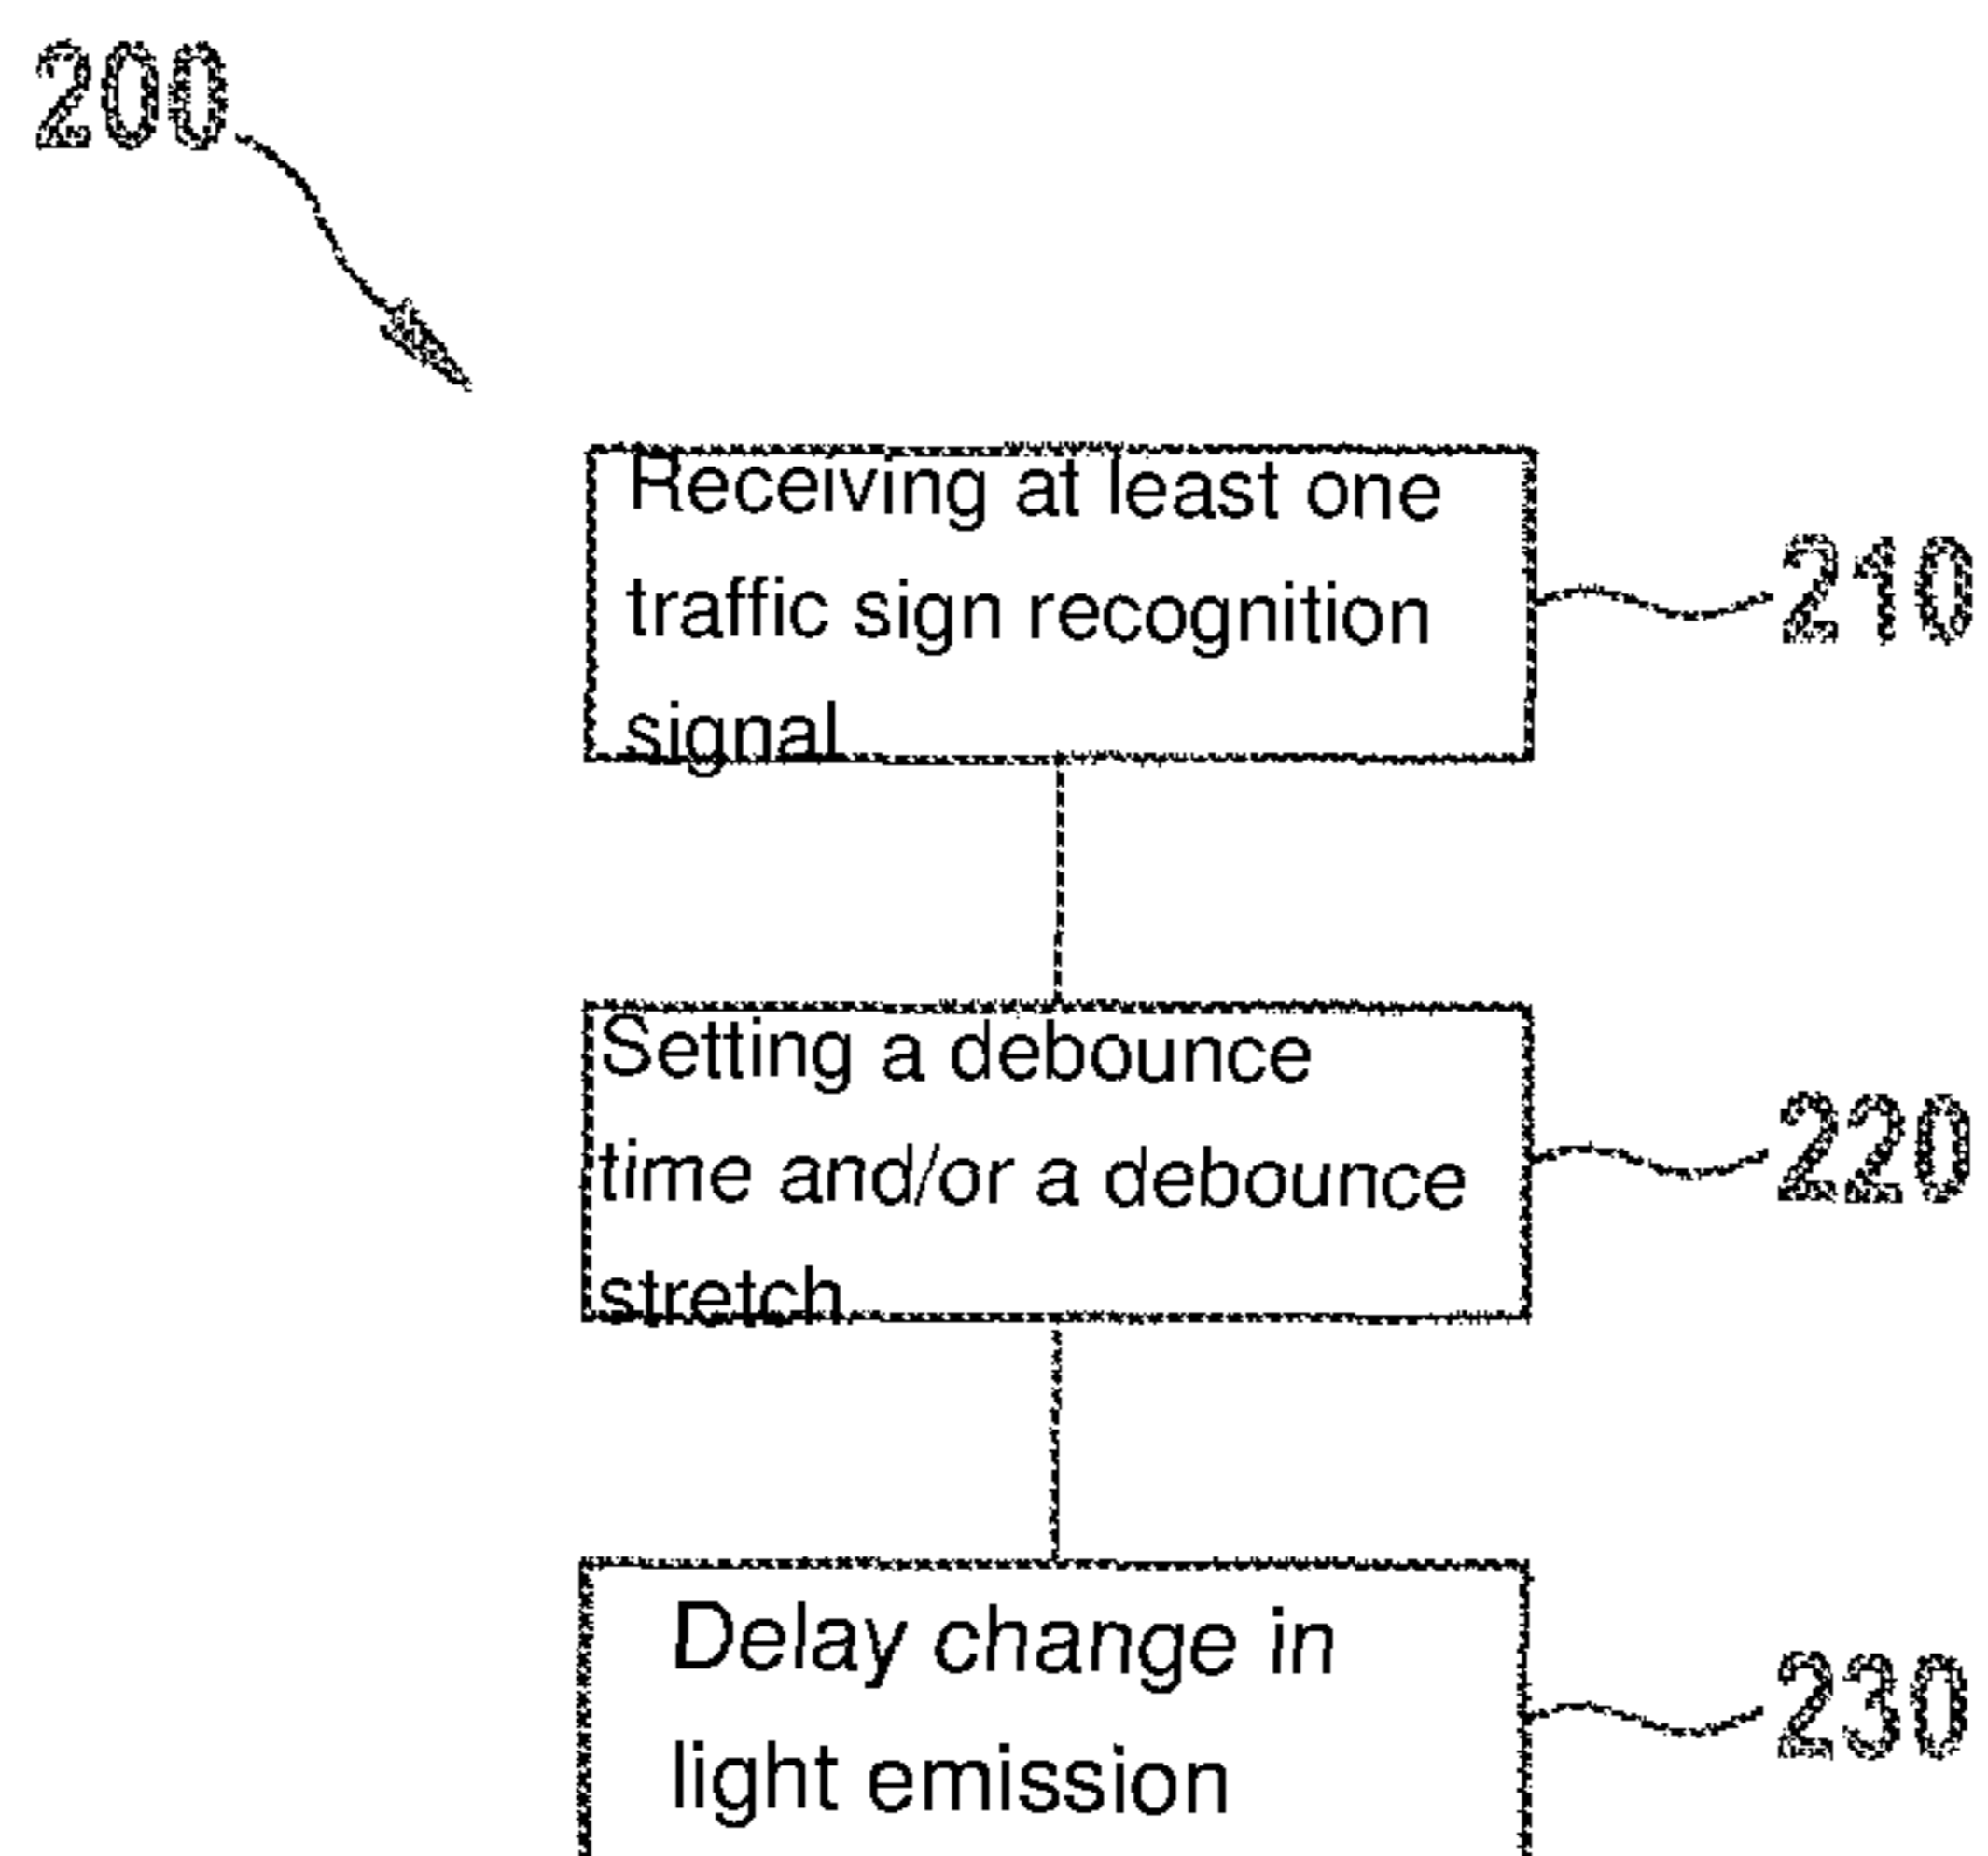 200
Receiving at least one
traffic sign recognition
signal
210
Setting a debounce
time and/or a debounce
stretch
220
Delay change in
light emission
230